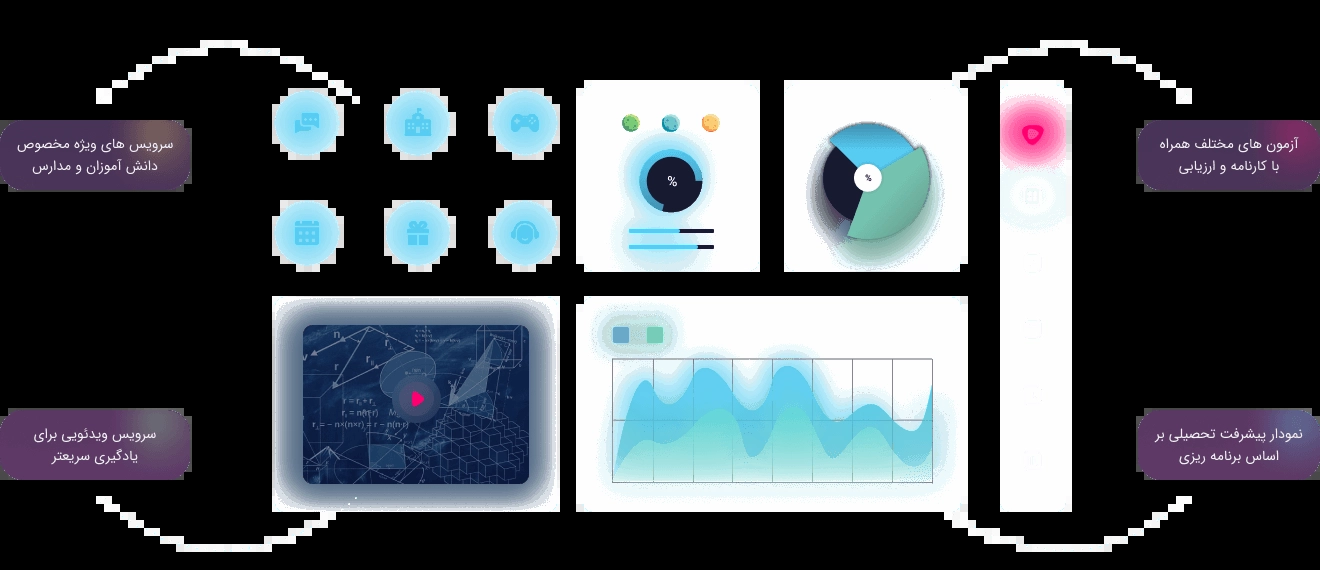 آزمون های مختلف همراه
با کارنامه و ارزیابی
سرویس های ویژه مخصوص
دانش آموزان و مدارس
%
%
نمودار پیشرفت تحصیلی بر
اساس برنامه ریزی
سرویس ویدئویی برای
یادگیری سریعتر